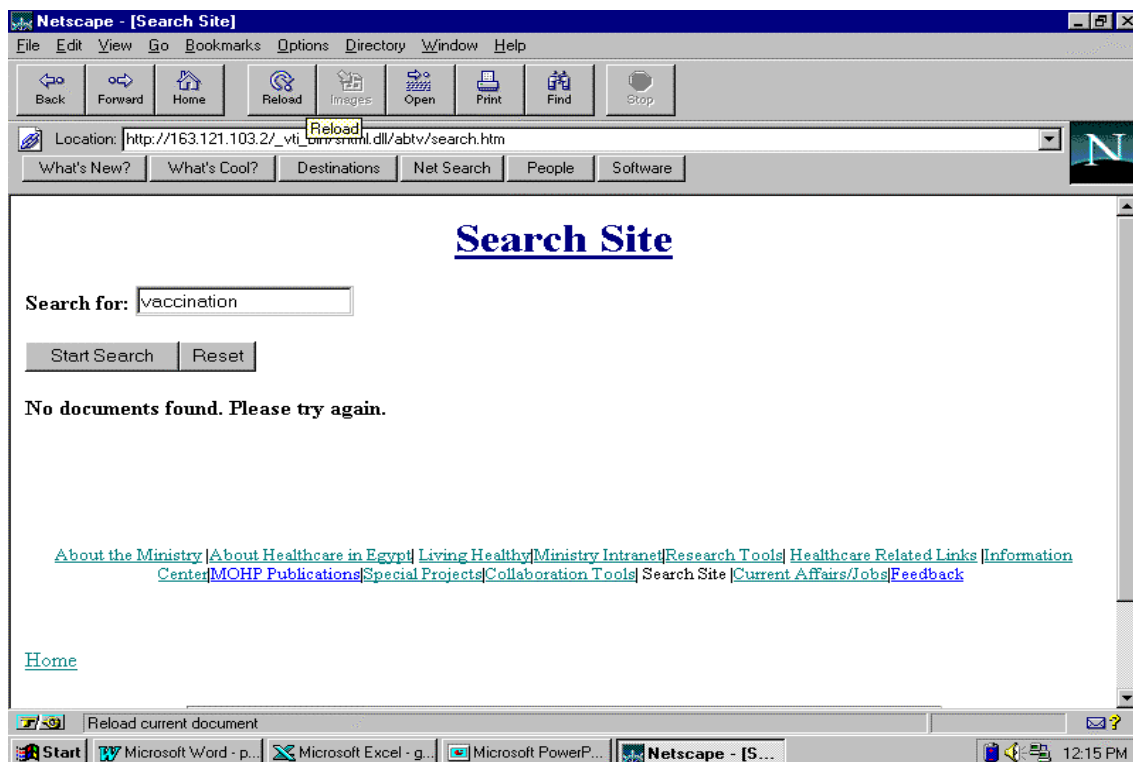 Netscape - [Search Site]
File Edit View Go Bookmarks Options Directory Window Help
Back Forward Home Reload Images Open Print Find Stop
Reload
Location: http://163.121.103.2/_vti_bin/shtml.dll/abtv/search.htm
N
What's New? What's Cool? Destinations Net Search People Software
Search Site
Search for: vaccination
Start Search Reset
No documents found. Please try again.
About the Ministry |About Healthcare in Egypt| Living Healthy|Ministry Intranet|Research Tools| Healthcare Related Links |Information
Center|MOHP Publications|Special Projects|Collaboration Tools| Search Site |Current Affairs/Jobs|Feedback
Home
Reload current document
Start Microsoft Word - p... Microsoft Excel - g... Microsoft PowerP... Netscape - [S... 12:15 PM